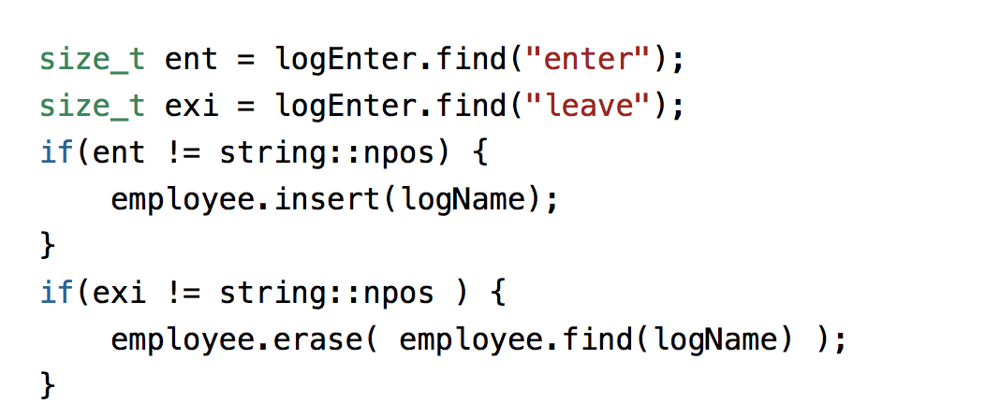 size_t ent = logEnter.find("enter");
size_t exi = logEnter.find("leave");
if(ent != string::npos) {
    employee.insert(logName);
}
if(exi != string::npos ) {
    employee.erase( employee.find(logName) );
}